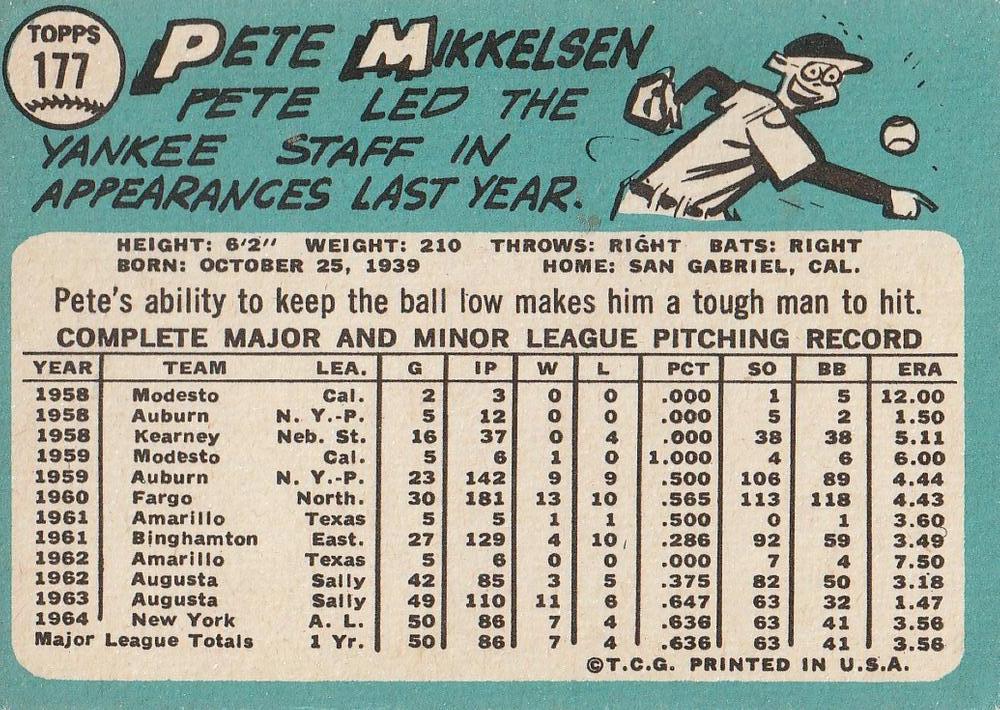 TOPPS
177
PETE MIKKELSEN
PETE LED THE
YANKEE STAFF IN
APPEARANCES LAST YEAR.
HEIGHT: 6'2" WEIGHT: 210 THROWS: RIGHT BATS: RIGHT
BORN: OCTOBER 25, 1939 HOME: SAN GABRIEL, CAL.
Pete's ability to keep the ball low makes him a tough man to hit.
COMPLETE MAJOR AND MINOR LEAGUE PITCHING RECORD
YEAR TEAM LEA. G IP W L PCT SO BB ERA
1958 Modesto Cal. 2 3 0 0 .000 1 5 12.00
1958 Auburn N. Y.-P. 5 12 0 0 .000 5 2 1.50
1958 Kearney Neb. St. 16 37 0 4 .000 38 38 5.11
1959 Modesto Cal. 5 6 1 0 1.000 4 6 6.00
1959 Auburn N. Y.-P. 23 142 9 9 .500 106 89 4.44
1960 Fargo North. 30 181 13 10 .565 113 118 4.43
1961 Amarillo Texas 5 5 1 1 .500 0 1 3.60
1961 Binghamton East. 27 129 4 10 .286 92 59 3.49
1962 Amarillo Texas 5 6 0 0 .000 7 4 7.50
1962 Augusta Sally 42 85 3 5 .375 82 50 3.18
1963 Augusta Sally 49 110 11 6 .647 63 32 1.47
1964 New York A. L. 50 86 7 4 .636 63 41 3.56
Major League Totals 1 Yr. 50 86 7 4 .636 63 41 3.56
©T.C.G. PRINTED IN U.S.A.